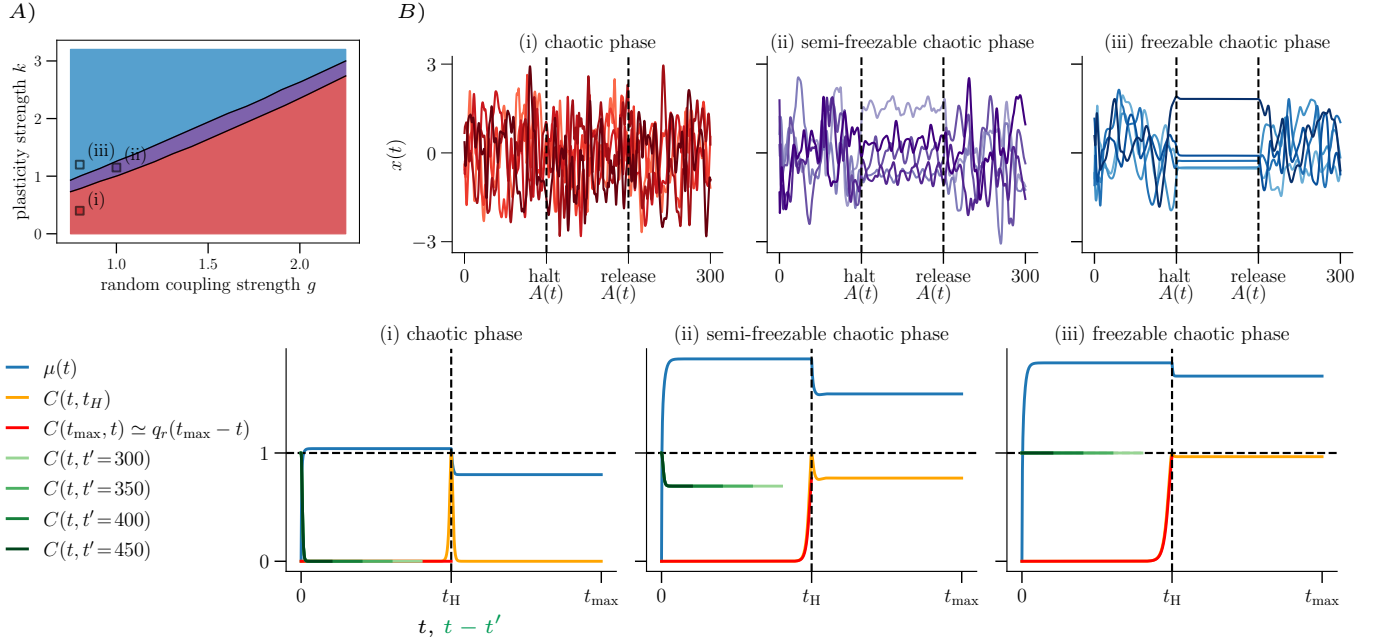 A)
B)
3
2
1
0
plasticity strength k
(iii)
(ii)
(i)
1.0
1.5
2.0
random coupling strength g
(i) chaotic phase
(ii) semi-freezable chaotic phase
(iii) freezable chaotic phase
3
0
−3
x(t)
0
halt
A(t)
release
A(t)
300
0
halt
A(t)
release
A(t)
300
0
halt
A(t)
release
A(t)
300
μ(t)
C(t, t_H)
C(t_max, t) ≃ q_r(t_max − t)
C(t, t′=300)
C(t, t′=350)
C(t, t′=400)
C(t, t′=450)
(i) chaotic phase
(ii) semi-freezable chaotic phase
(iii) freezable chaotic phase
1
0
0
t_H
t_max
0
t_H
t_max
0
t_H
t_max
t, t − t′